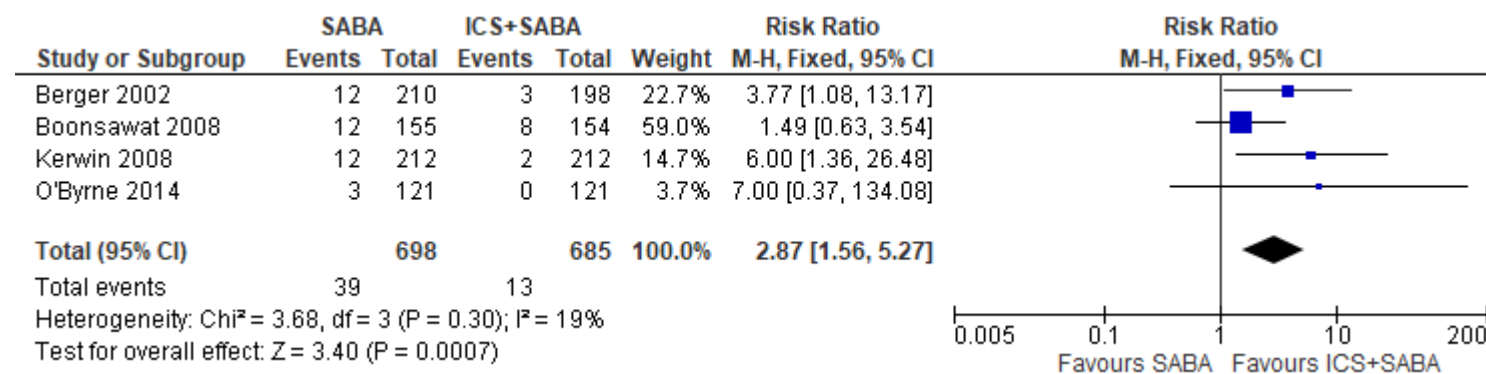 SABA ICS+SABA Risk Ratio Risk Ratio
Study or Subgroup Events Total Events Total Weight M-H, Fixed, 95% CI M-H, Fixed, 95% CI
Berger 2002 12 210 3 198 22.7% 3.77 [1.08, 13.17]
Boonsawat 2008 12 155 8 154 59.0% 1.49 [0.63, 3.54]
Kerwin 2008 12 212 2 212 14.7% 6.00 [1.36, 26.48]
O'Byrne 2014 3 121 0 121 3.7% 7.00 [0.37, 134.08]
Total (95% CI) 698 685 100.0% 2.87 [1.56, 5.27]
Total events 39 13
Heterogeneity: Chi² = 3.68, df = 3 (P = 0.30); I² = 19%
Test for overall effect: Z = 3.40 (P = 0.0007)
0.005 0.1 1 10 200
Favours SABA Favours ICS+SABA